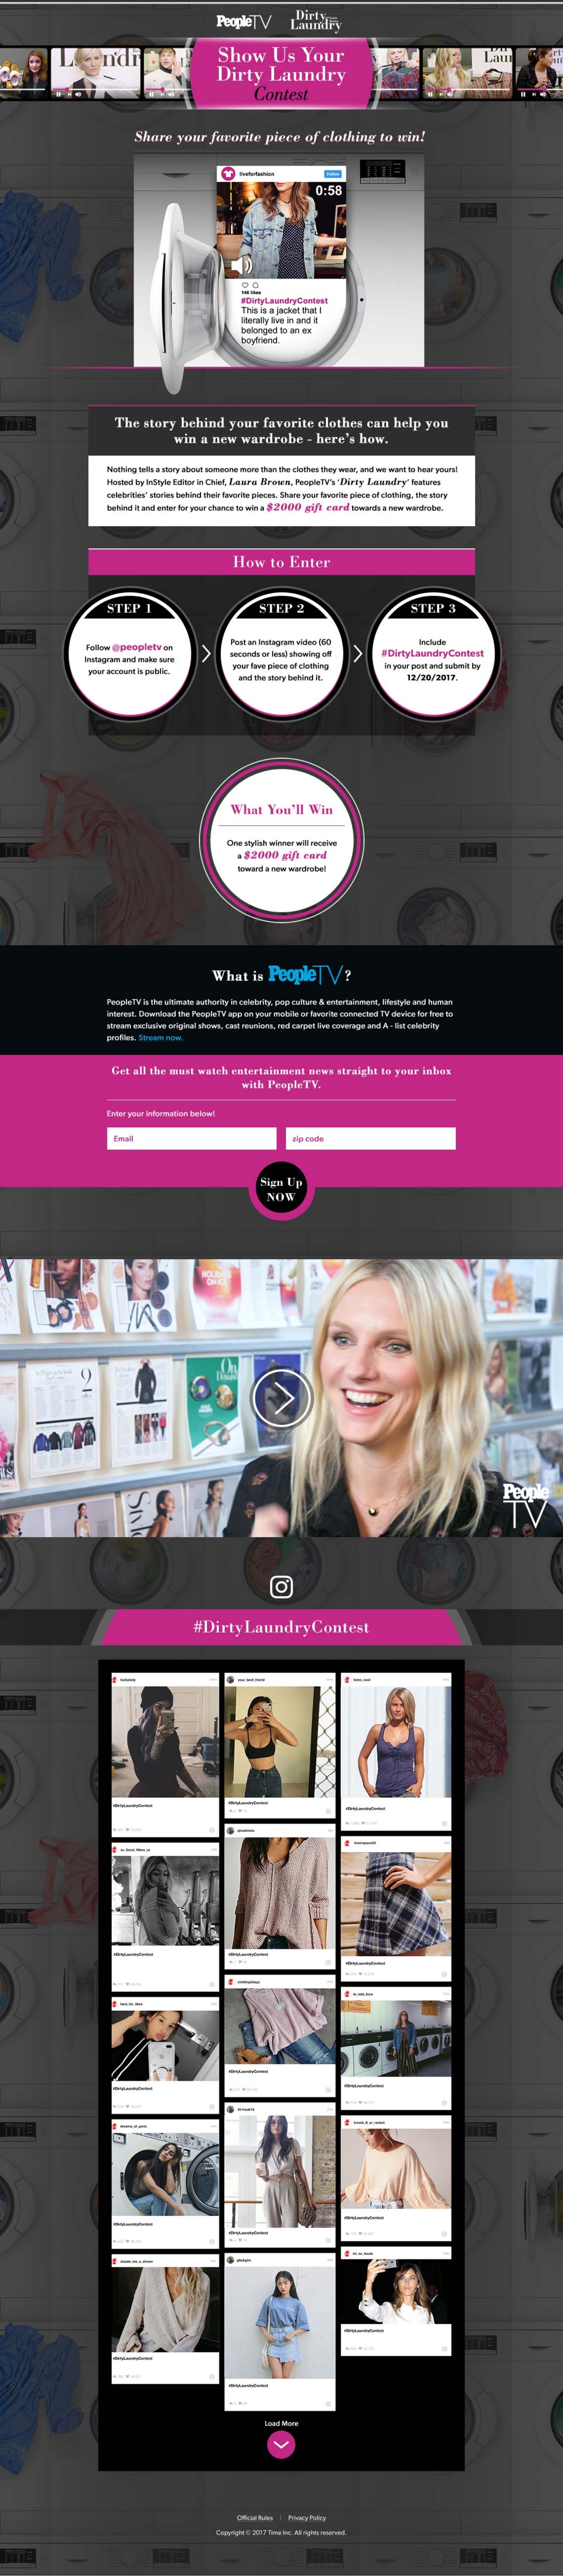 PeopleTV
Dirty
Laundry
Show Us Your
Dirty Laundry
Contest
Share your favorite piece of clothing to win!
liveforfashion
Follow
0:58
146 likes
#DirtyLaundryContest
This is a jacket that I
literally live in and it
belonged to an ex
boyfriend.
The story behind your favorite clothes can help you
win a new wardrobe - here's how.
Nothing tells a story about someone more than the clothes they wear, and we want to hear yours!
Hosted by InStyle Editor in Chief, Laura Brown, PeopleTV's 'Dirty Laundry' features
celebrities' stories behind their favorite pieces. Share your favorite piece of clothing, the story
behind it and enter for your chance to win a $2000 gift card towards a new wardrobe.
How to Enter
STEP 1
Follow @peopletv on
Instagram and make sure
your account is public.
STEP 2
Post an Instagram video (60
seconds or less) showing off
your fave piece of clothing
and the story behind it.
STEP 3
Include
#DirtyLaundryContest
in your post and submit by
12/20/2017.
What You'll Win
One stylish winner will receive
a $2000 gift card
toward a new wardrobe!
What is PeopleTV?
PeopleTV is the ultimate authority in celebrity, pop culture & entertainment, lifestyle and human
interest. Download the PeopleTV app on your mobile or favorite connected TV device for free to
stream exclusive original shows, cast reunions, red carpet live coverage and A - list celebrity
profiles. Stream now.
Get all the must watch entertainment news straight to your inbox
with PeopleTV.
Enter your information below!
Email
zip code
Sign Up
NOW
People
TV
#DirtyLaundryContest
#DirtyLaundryContest
your_best_friend
#DirtyLaundryContest
#DirtyLaundryContest
#DirtyLaundryContest
#DirtyLaundryContest
#DirtyLaundryContest
#DirtyLaundryContest
#DirtyLaundryContest
#DirtyLaundryContest
#DirtyLaundryContest
#DirtyLaundryContest
#DirtyLaundryContest
#DirtyLaundryContest
#DirtyLaundryContest
#DirtyLaundryContest
Load More
Official Rules | Privacy Policy
Copyright © 2017 Time Inc. All rights reserved.